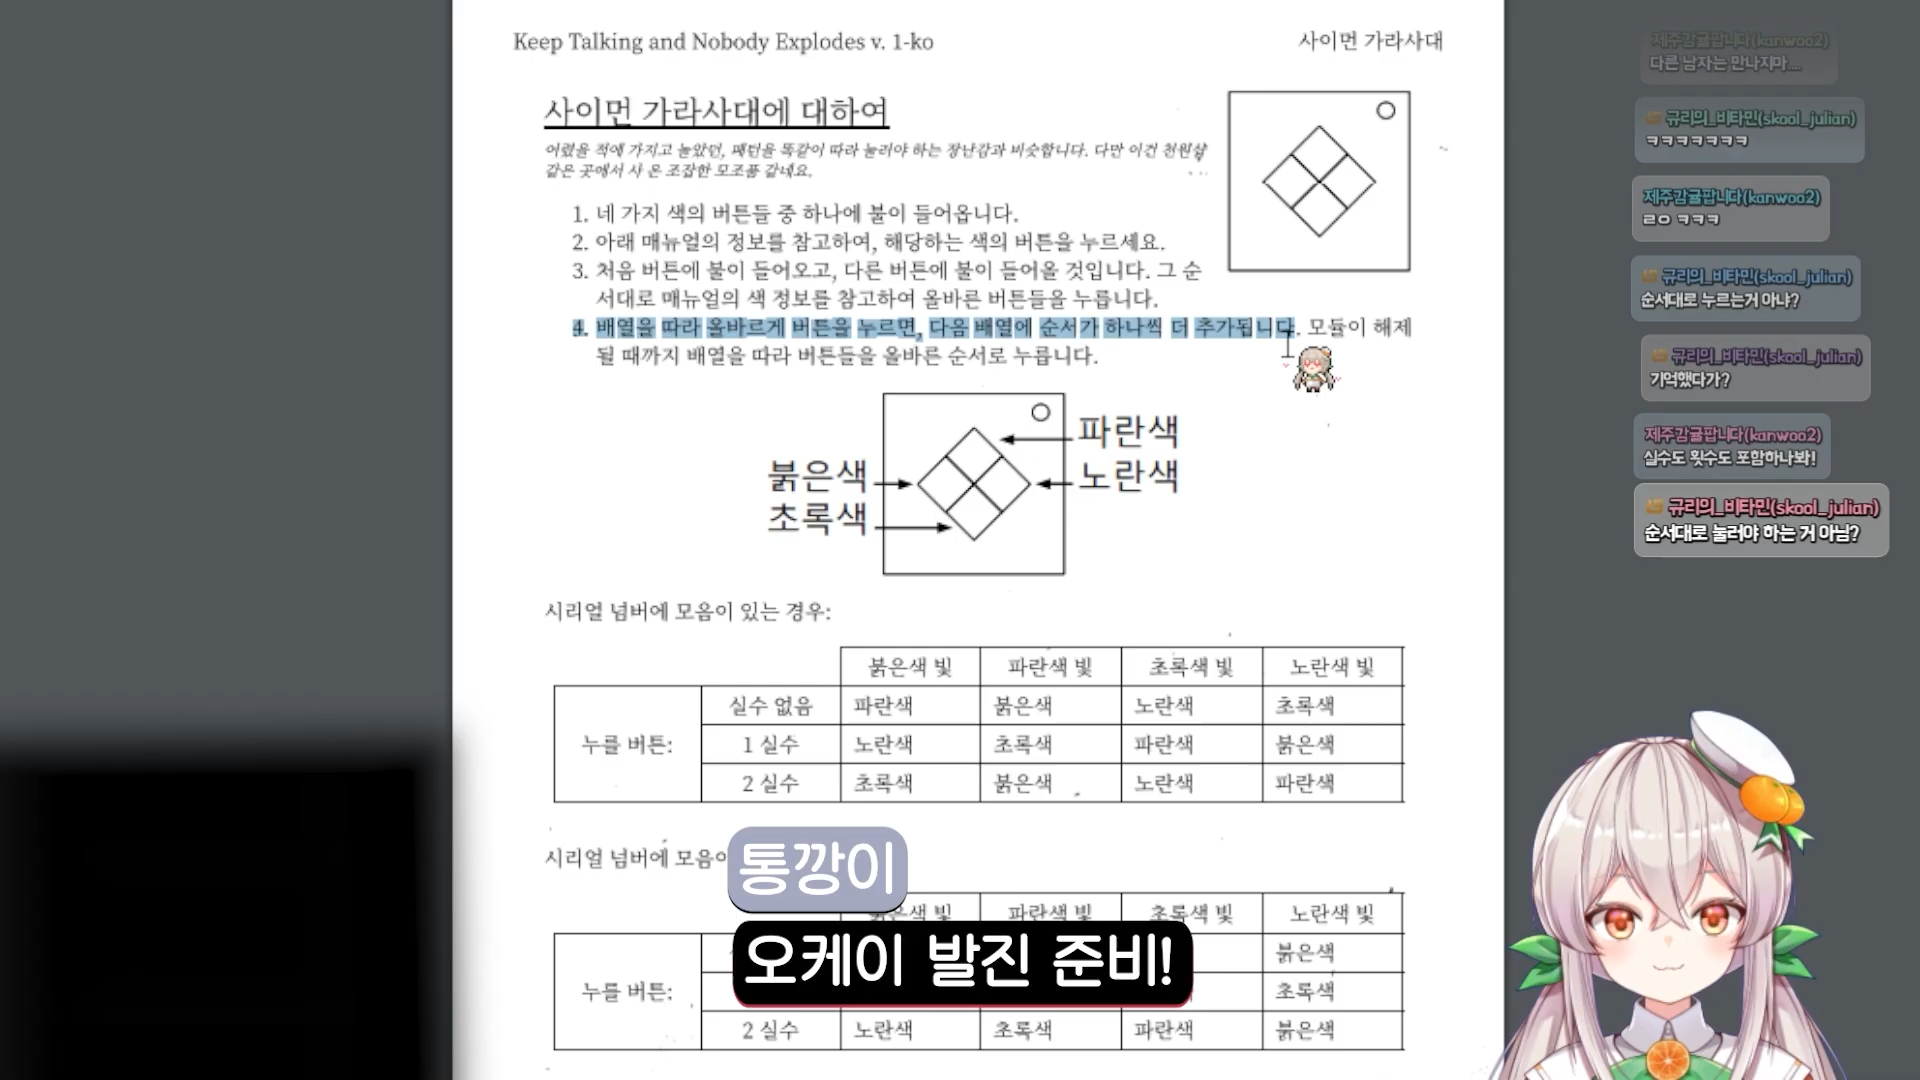 Keep Talking and Nobody Explodes v. 1-ko
사이먼 가라사대
사이먼 가라사대에 대하여
어렸을 적에 가지고 놀았던, 패턴을 똑같이 따라 눌러야 하는 장난감과 비슷합니다. 다만 이건 천원샵
같은 곳에서 사 온 조잡한 모조품 같네요.
1. 네 가지 색의 버튼들 중 하나에 불이 들어옵니다.
2. 아래 매뉴얼의 정보를 참고하여, 해당하는 색의 버튼을 누르세요.
3. 처음 버튼에 불이 들어오고, 다른 버튼에 불이 들어올 것입니다. 그 순
서대로 매뉴얼의 색 정보를 참고하여 올바른 버튼들을 누릅니다.
4. 배열을 따라 올바르게 버튼을 누르면, 다음 배열에 순서가 하나씩 더 추가됩니다. 모듈이 해제
될 때까지 배열을 따라 버튼들을 올바른 순서로 누릅니다.
파란색
붉은색
노란색
초록색
시리얼 넘버에 모음이 있는 경우:
붉은색 빛 파란색 빛 초록색 빛 노란색 빛
누를 버튼:
실수 없음 파란색 붉은색 노란색 초록색
1 실수 노란색 초록색 파란색 붉은색
2 실수 초록색 붉은색 노란색 파란색
시리얼 넘버에 모음이
붉은색 빛 파란색 빛 초록색 빛 노란색 빛
누를 버튼:
붉은색
초록색
2 실수 노란색 초록색 파란색 붉은색
통깡이
오케이 발진 준비!
제주감귤팝니다(kanwoo2)
다른 남자는 만나지마....
규리의_비타민(skool_julian)
ㅋㅋㅋㅋㅋㅋㅋ
제주감귤팝니다(kanwoo2)
ㄹㅇ ㅋㅋㅋ
규리의_비타민(skool_julian)
순서대로 누르는거 아냐?
규리의_비타민(skool_julian)
기억했다가?
제주감귤팝니다(kanwoo2)
실수도 횟수도 포함하나봐!
규리의_비타민(skool_julian)
순서대로 눌러야 하는 거 아님?